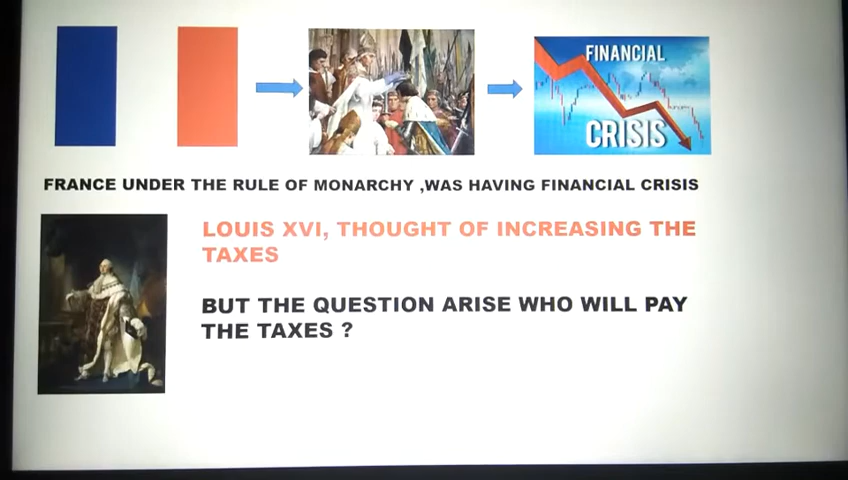 FINANCIAL
CRISIS
FRANCE UNDER THE RULE OF MONARCHY ,WAS HAVING FINANCIAL CRISIS
LOUIS XVI, THOUGHT OF INCREASING THE
TAXES
BUT THE QUESTION ARISE WHO WILL PAY
THE TAXES ?